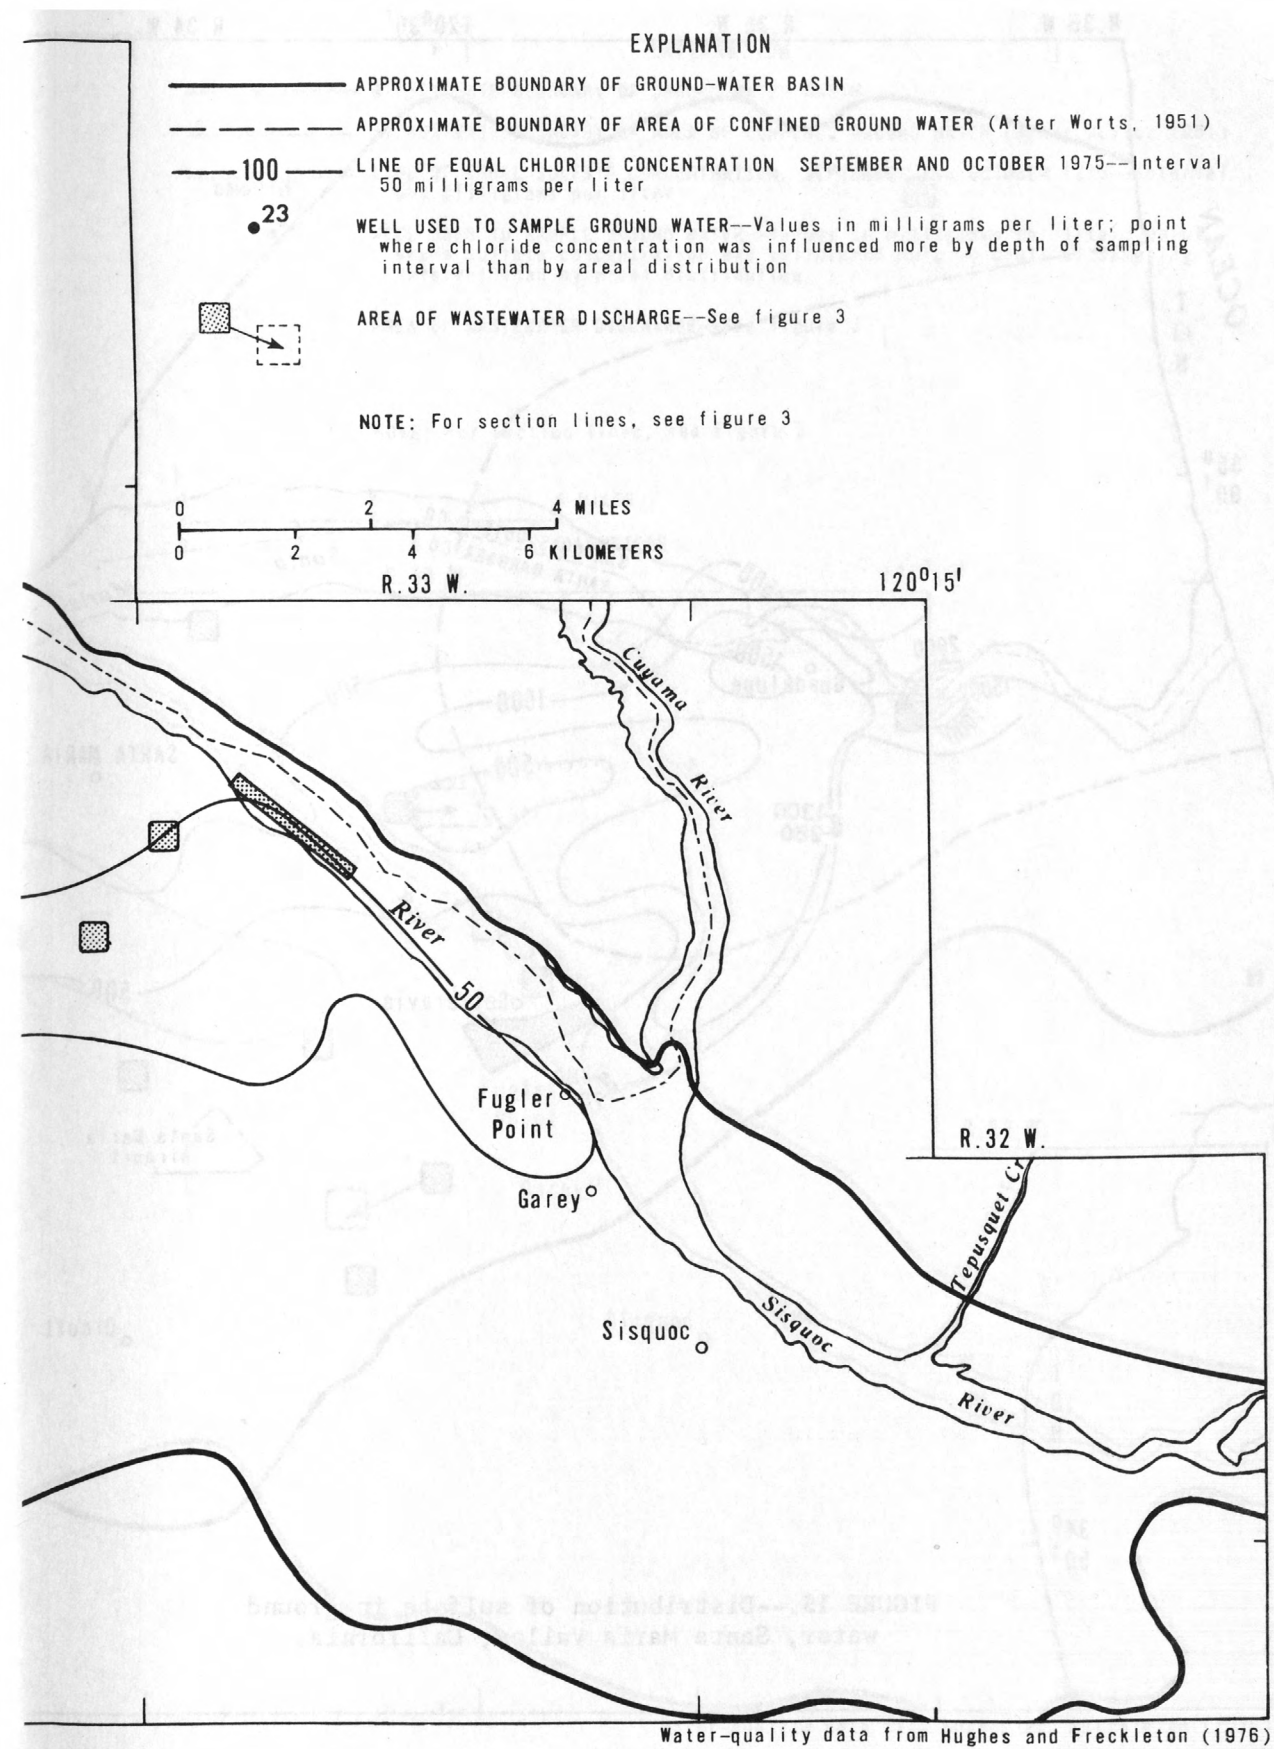 EXPLANATION
APPROXIMATE BOUNDARY OF GROUND-WATER BASIN
APPROXIMATE BOUNDARY OF AREA OF CONFINED GROUND WATER (After Worts, 1951)
100
LINE OF EQUAL CHLORIDE CONCENTRATION SEPTEMBER AND OCTOBER 1975--Interval
50 milligrams per liter
23
WELL USED TO SAMPLE GROUND WATER--Values in milligrams per liter; point
where chloride concentration was influenced more by depth of sampling
interval than by areal distribution
AREA OF WASTEWATER DISCHARGE--See figure 3
NOTE: For section lines, see figure 3
0 2 4 MILES
0 2 4 6 KILOMETERS
R.33 W.
120°15'
Cuyama
River
River
50
Fugler
Point
Garey
R.32 W.
Tepusquet Cr
Sisquoc
Sisquoc
River
Water-quality data from Hughes and Freckleton (1976)